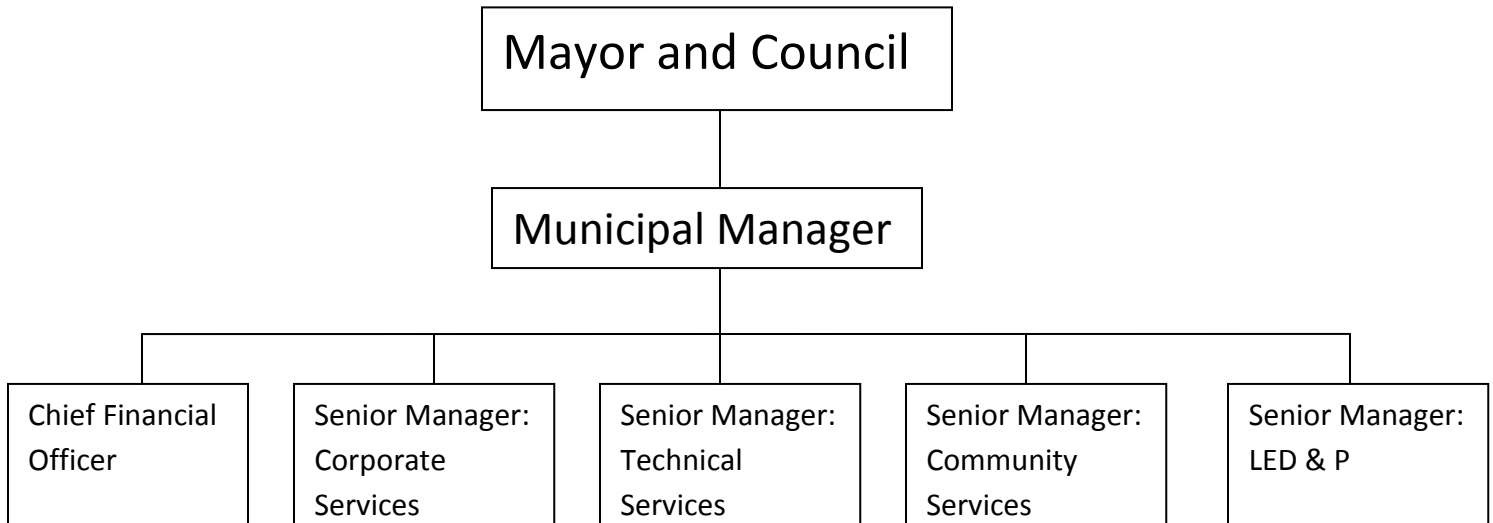 Mayor and Council
Municipal Manager
Chief Financial
Officer
Senior Manager:
Corporate
Services
Senior Manager:
Technical
Services
Senior Manager:
Community
Services
Senior Manager:
LED & P